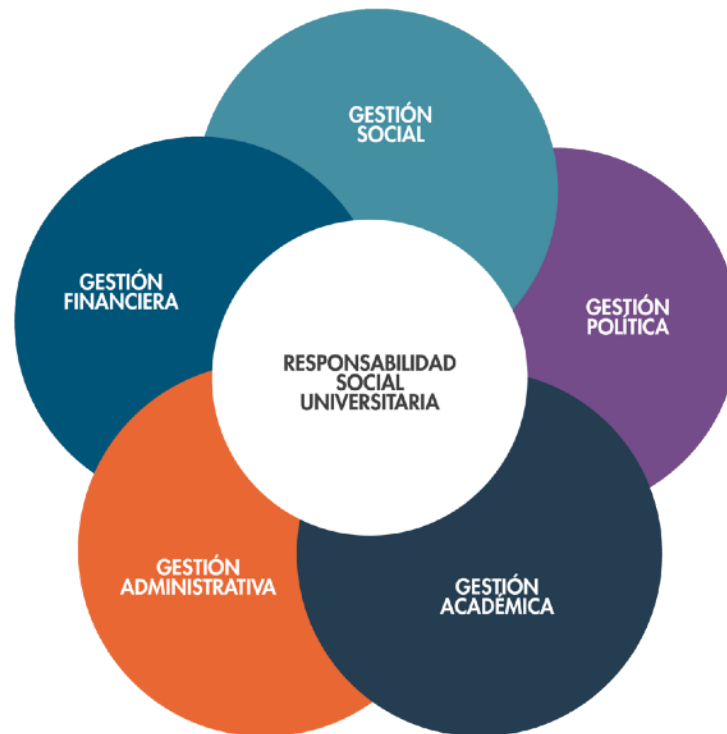 GESTIÓN
SOCIAL
GESTIÓN
FINANCIERA
GESTIÓN
POLÍTICA
RESPONSABILIDAD
SOCIAL
UNIVERSITARIA
GESTIÓN
ADMINISTRATIVA
GESTIÓN
ACADÉMICA